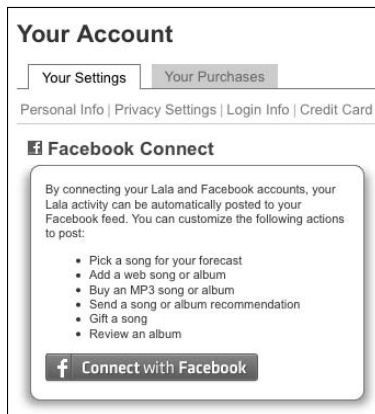 Your Account
Your Settings
Your Purchases
Personal Info | Privacy Settings | Login Info | Credit Card
f Facebook Connect
By connecting your Lala and Facebook accounts, your
Lala activity can be automatically posted to your
Facebook feed. You can customize the following actions
to post:
• Pick a song for your forecast
• Add a web song or album
• Buy an MP3 song or album
• Send a song or album recommendation
• Gift a song
• Review an album
f Connect with Facebook